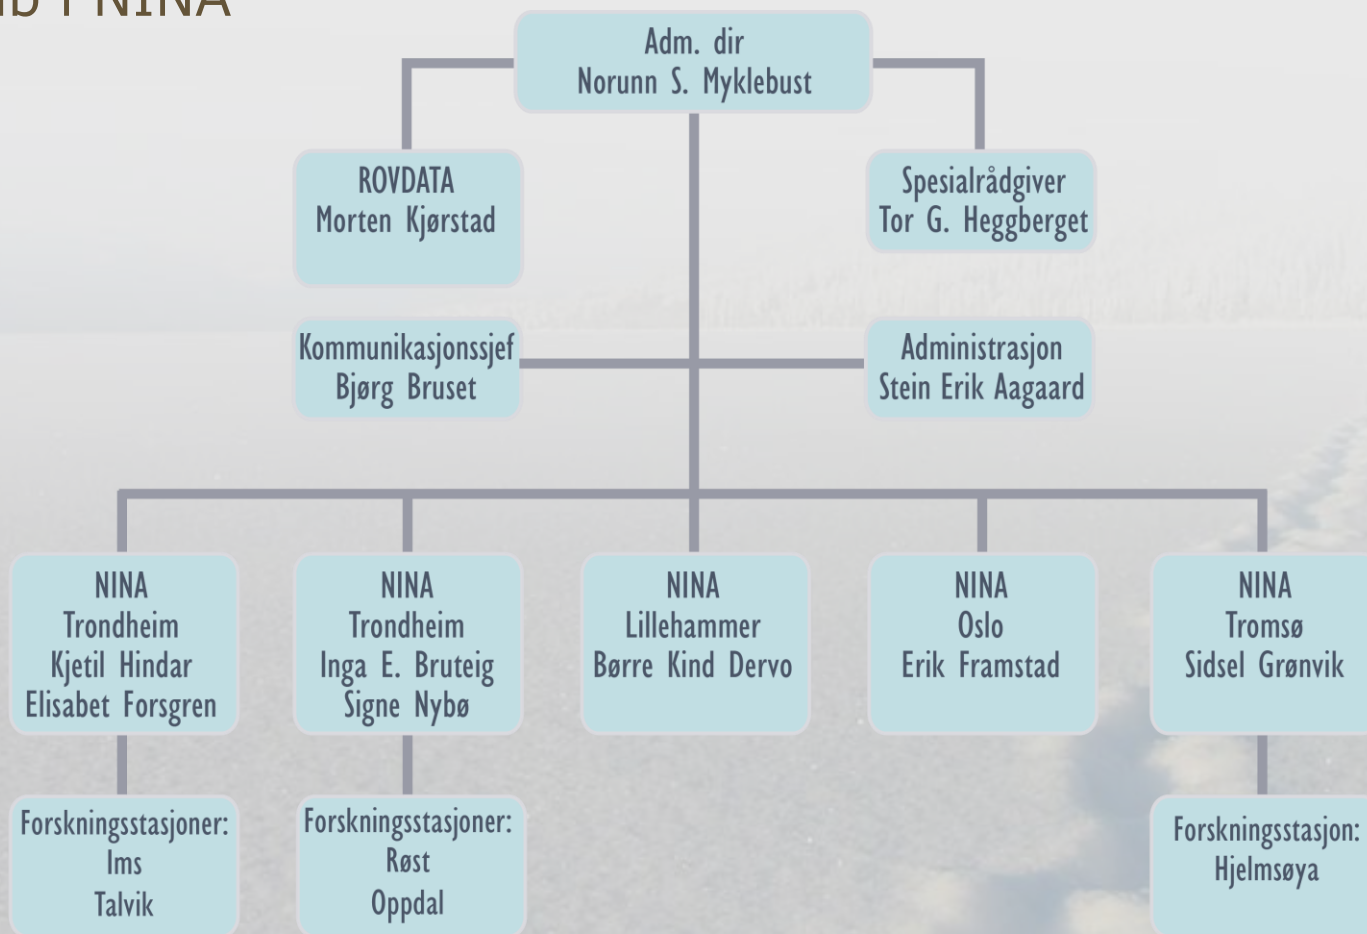 i NINA
Adm. dir
Norunn S. Myklebust
ROVDATA
Morten Kjørstad
Spesialrådgiver
Tor G. Heggberget
Kommunikasjonssjef
Bjørg Bruset
Administrasjon
Stein Erik Aagaard
NINA
Trondheim
Kjetil Hindar
Elisabet Forsgren
NINA
Trondheim
Inga E. Bruteig
Signe Nybø
NINA
Lillehammer
Børre Kind Dervo
NINA
Oslo
Erik Framstad
NINA
Tromsø
Sidsel Grønvik
Forskningsstasjoner:
Ims
Talvik
Forskningsstasjoner:
Røst
Oppdal
Forskningsstasjon:
Hjelmsøya